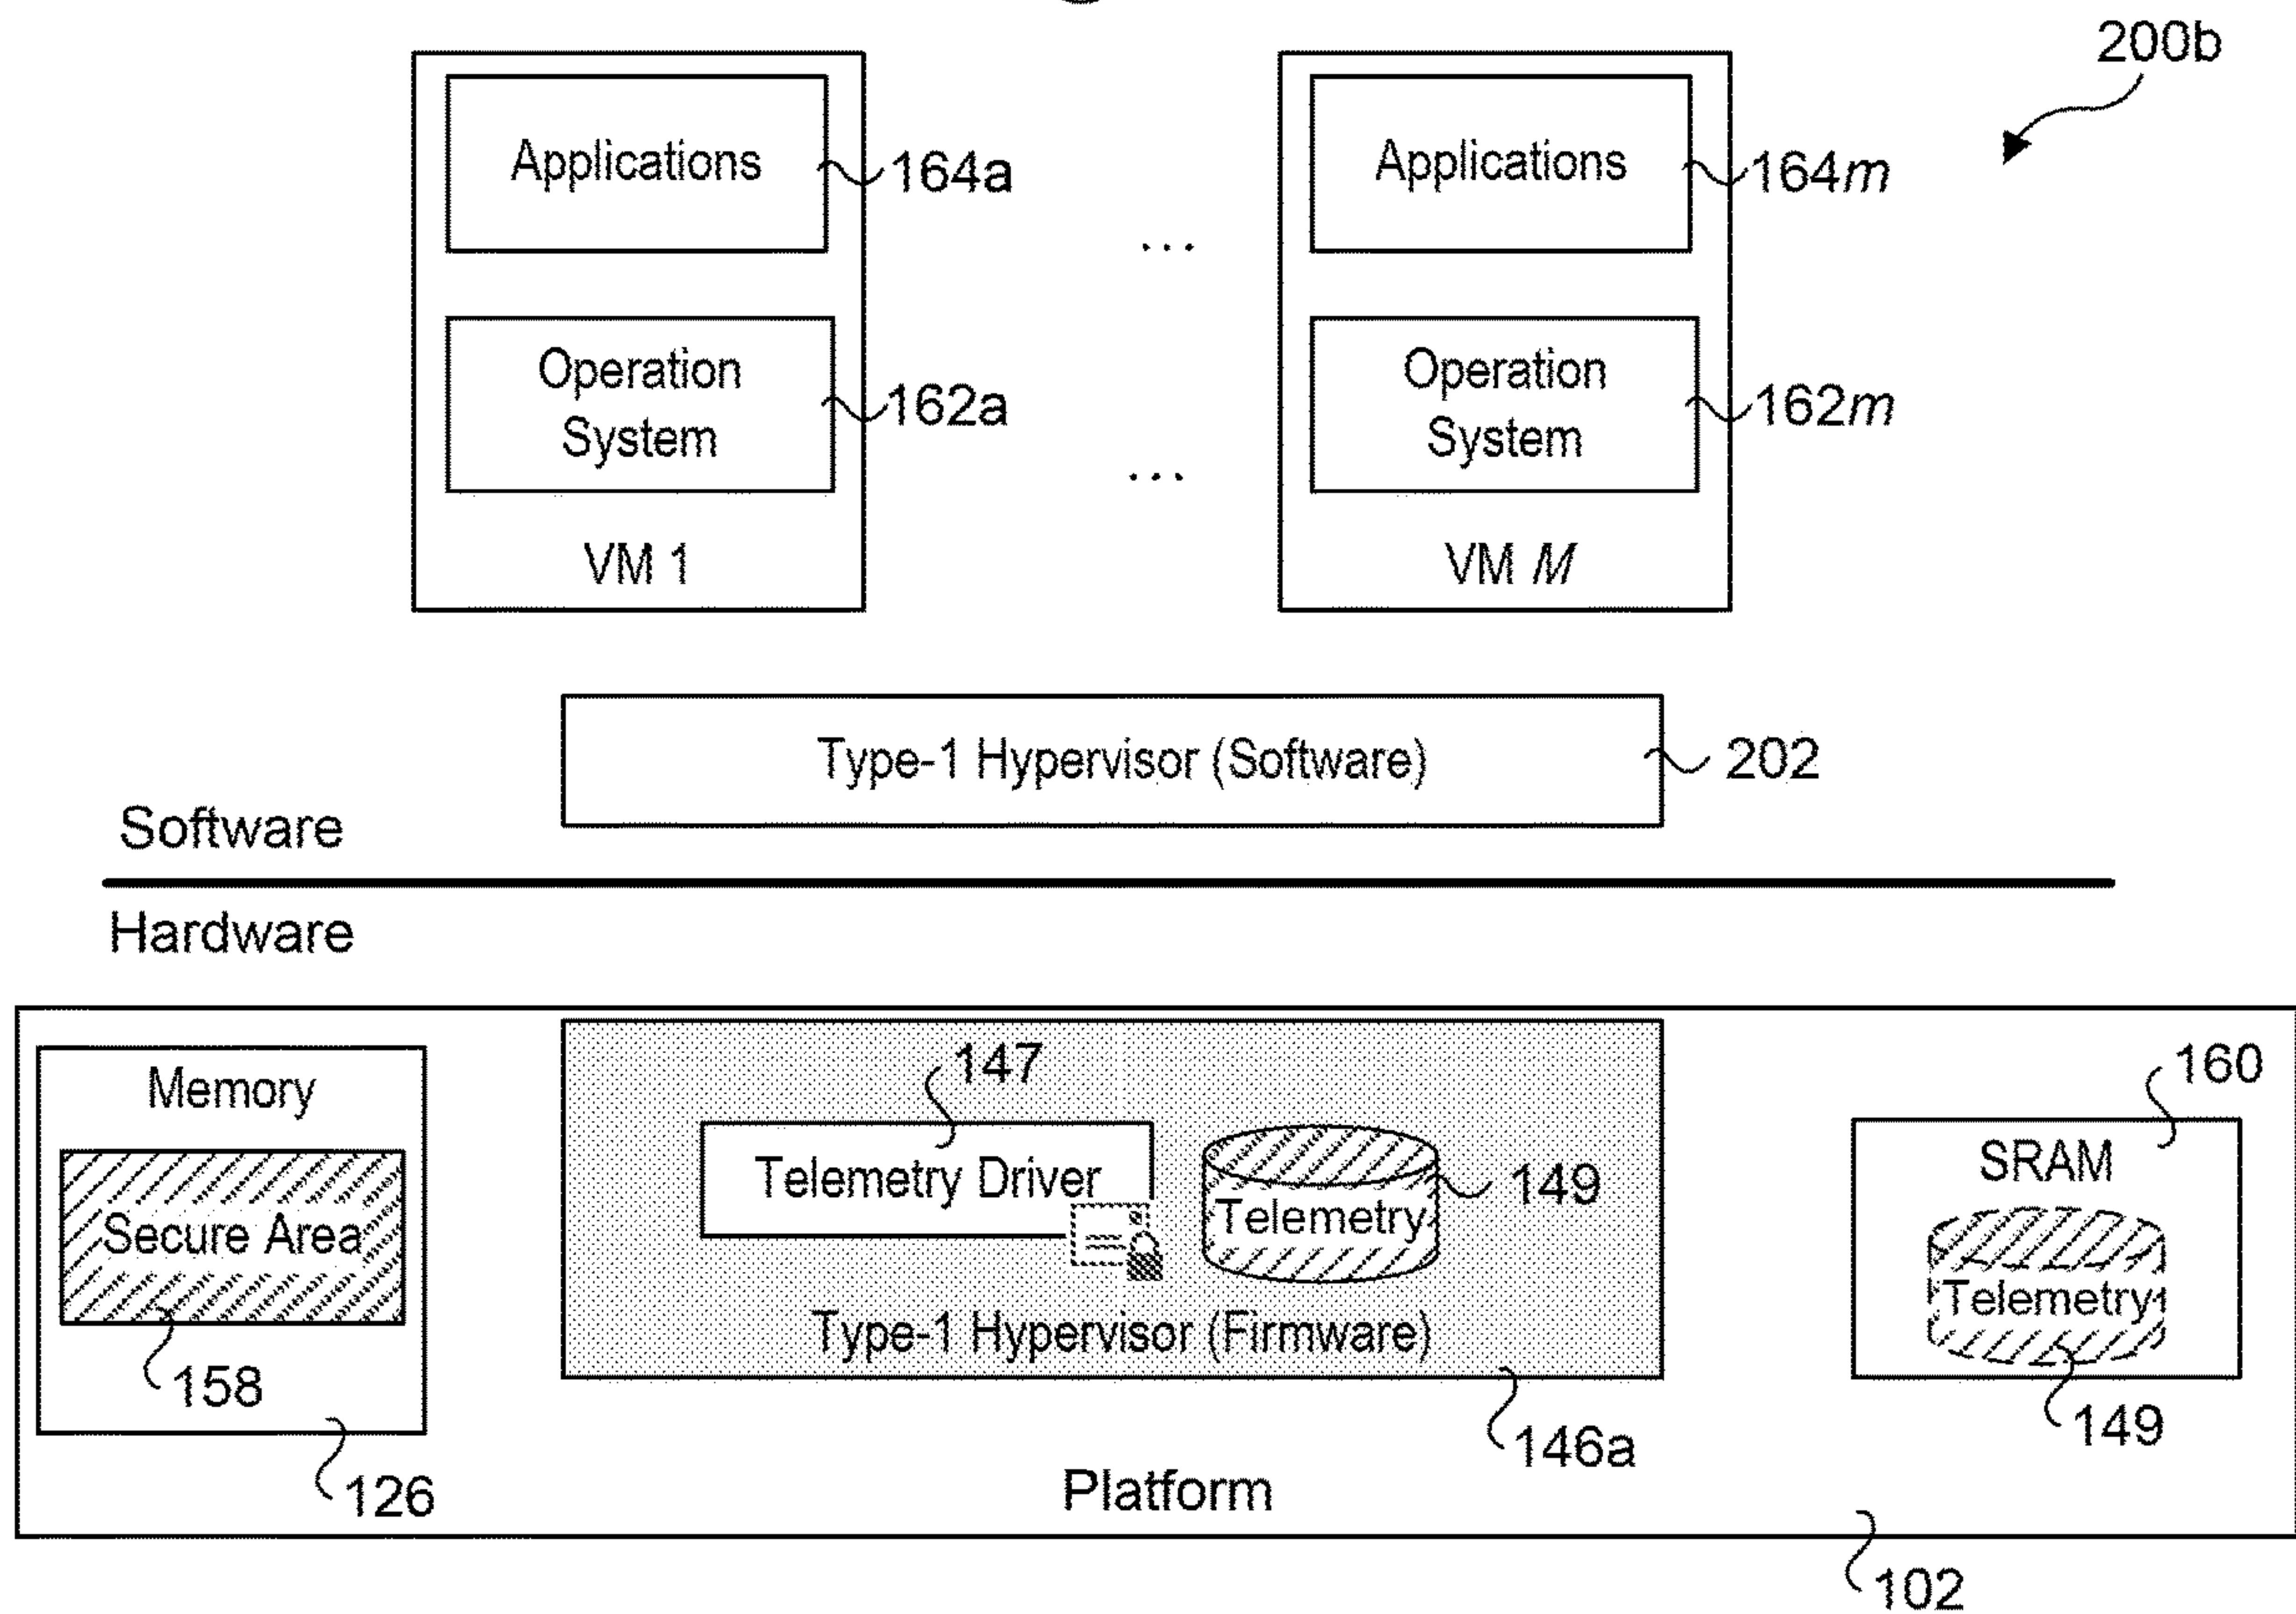 200b
Applications
164a
Applications
164m
...
Operation
System
162a
Operation
System
162m
...
VM 1
VM M
Type-1 Hypervisor (Software)
202
Software
Hardware
Memory
147
160
Telemetry Driver
149
SRAM
Secure Area
Telemetry
Telemetry
Type-1 Hypervisor (Firmware)
158
149
146a
126
Platform
102